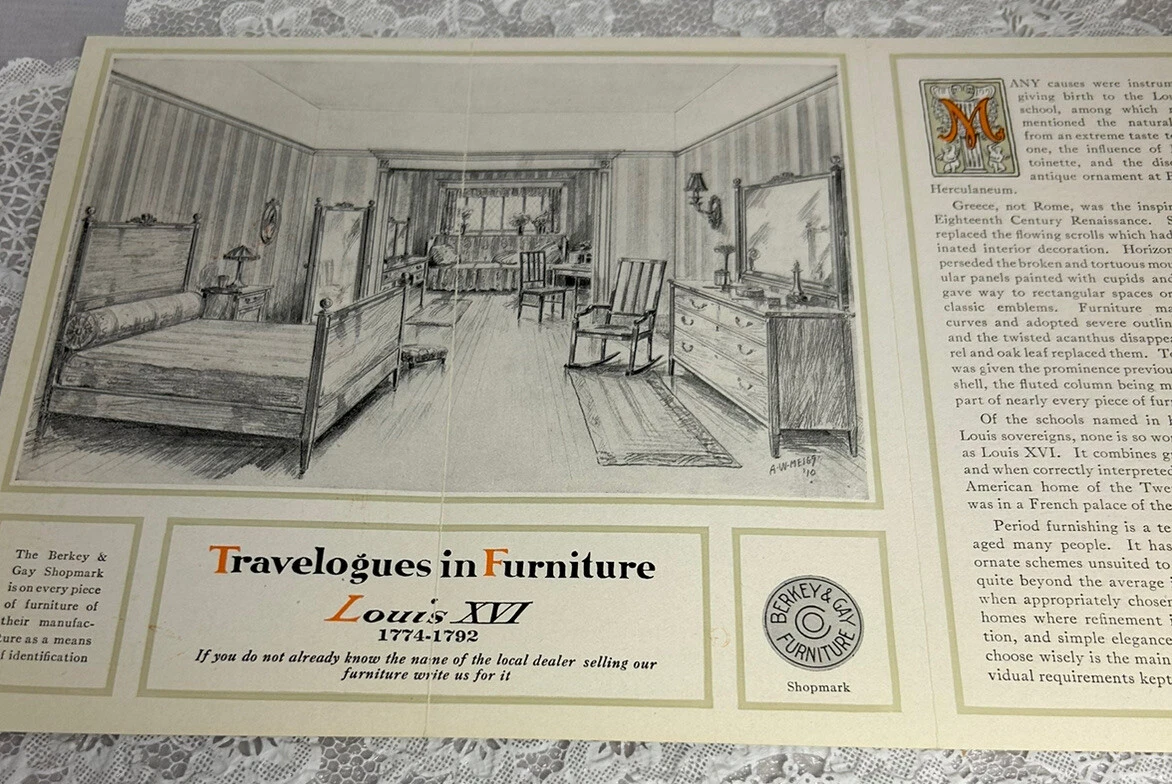 A·W·MEIER
'10
The Berkey &
Gay Shopmark
is on every piece
of furniture of
their manufac-
ture as a means
f identification
Travelogues in Furniture
Louis XVI
1774-1792
If you do not already know the name of the local dealer selling our
furniture write us for it
BERKEY & GAY
FURNITURE
Shopmark
MANY causes were instrum
giving birth to the Lou
school, among which
mentioned the natural
from an extreme taste
one, the influence of
toinette, and the dis
antique ornament at P
Herculaneum.
Greece, not Rome, was the inspir
Eighteenth Century Renaissance.
replaced the flowing scrolls which had
inated interior decoration. Horizon
perseded the broken and tortuous mou
ular panels painted with cupids and
gave way to rectangular spaces o
classic emblems. Furniture m
curves and adopted severe outlin
and the twisted acanthus disappea
rel and oak leaf replaced them. T
was given the prominence previou
shell, the fluted column being m
part of nearly every piece of furn
Of the schools named in
Louis sovereigns, none is so wo
as Louis XVI. It combines g
and when correctly interpreted
American home of the Twe
was in a French palace of the
Period furnishing is a te
aged many people. It has
ornate schemes unsuited to
quite beyond the average
when appropriately chosen
homes where refinement i
tion, and simple elegance
choose wisely is the main
vidual requirements kept